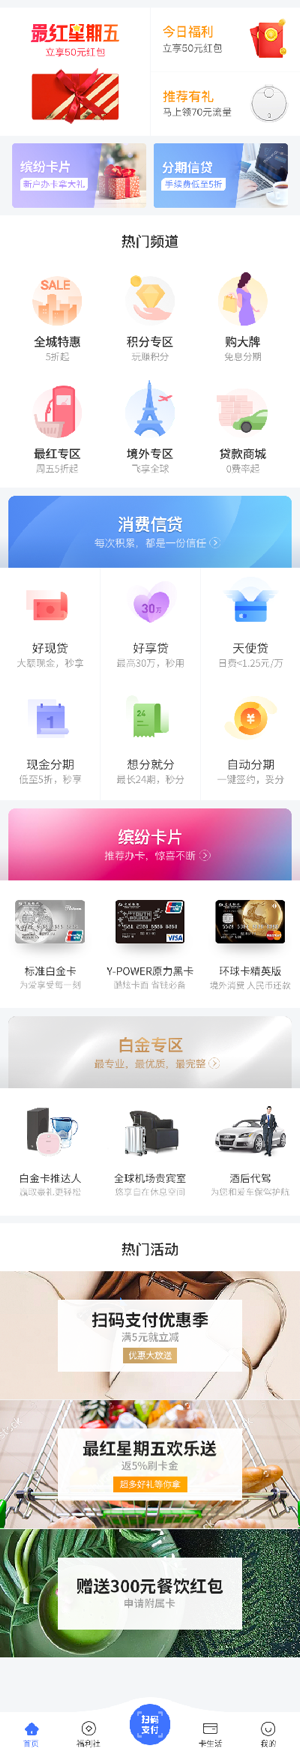 最红星期五
立享50元红包
今日福利
立享50元红包
推荐有礼
马上领70元流量
缤纷卡片
新户办卡拿大礼
分期信贷
手续费低至5折
热门频道
SALE
全城特惠
5折起
积分专区
玩赚积分
购大牌
免息分期
最红专区
周五5折起
境外专区
飞享全球
贷款商城
0费率起
消费信贷
每次积累，都是一份信任
好现贷
大额现金，秒享
30万
好享贷
最高30万，秒用
天使贷
日费<1.25元/万
1
现金分期
低至5折，秒享
24
想分就分
最长24期，秒分
自动分期
一键签约，妥分
缤纷卡片
推荐办卡，惊喜不断
标准白金卡
为爱享受每一刻
VISA
Y-POWER原力黑卡
酷炫卡面 省钱必备
环球卡精英版
境外消费 人民币还款
白金专区
最专业，最优质，最完整
白金卡推达人
赢取豪礼更轻松
全球机场贵宾室
悠享自在休息空间
酒后代驾
为您和爱车保驾护航
热门活动
扫码支付优惠季
满5元就立减
优惠大放送
最红星期五欢乐送
返5%刷卡金
超多好礼等你拿
赠送300元餐饮红包
申请附属卡
首页
福利社
扫码
支付
卡生活
我的